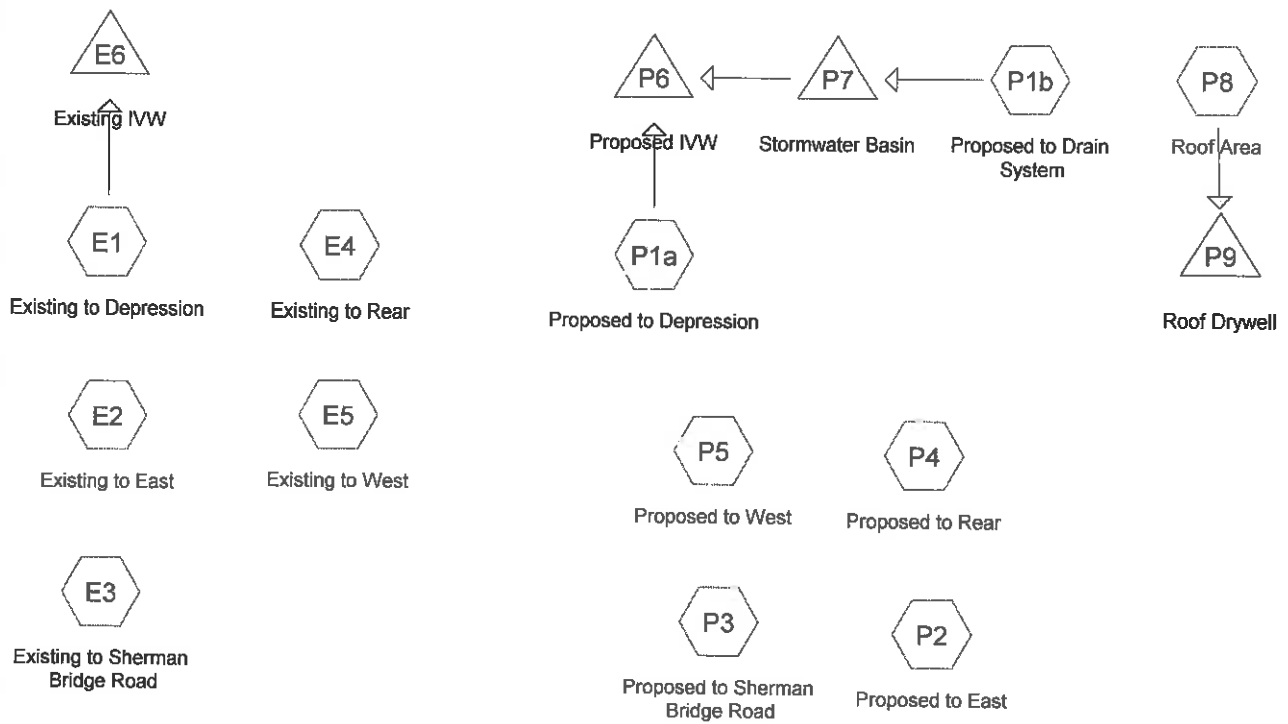 E6
Existing IVW
E1
Existing to Depression
E4
Existing to Rear
E2
Existing to East
E5
Existing to West
E3
Existing to Sherman
Bridge Road
P6
Proposed IVW
P7
Stormwater Basin
P1b
Proposed to Drain
System
P8
Roof Area
P1a
Proposed to Depression
P9
Roof Drywell
P5
Proposed to West
P4
Proposed to Rear
P3
Proposed to Sherman
Bridge Road
P2
Proposed to East